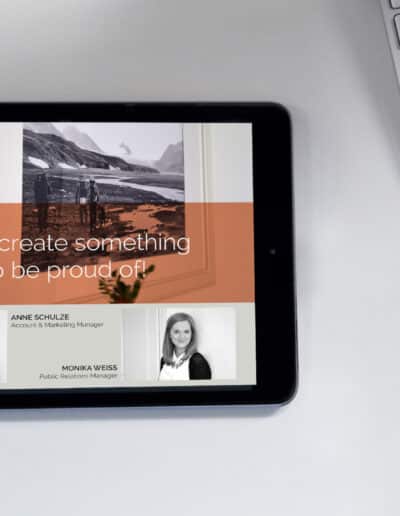 create something
o be proud of!
ANNE SCHULZE
Account & Marketing Manager
MONIKA WEISS
Public Relations Manager